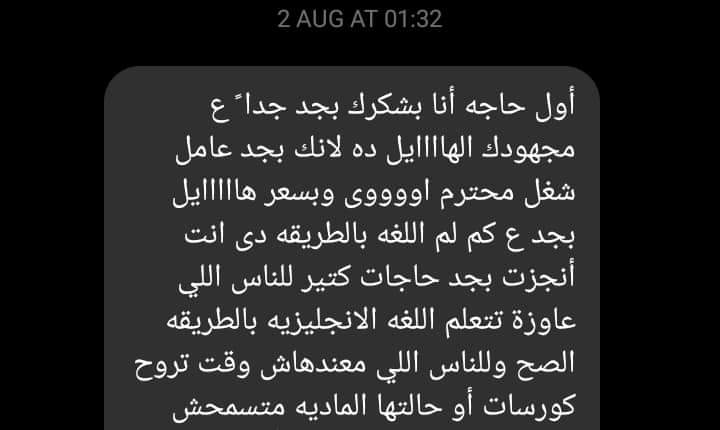 2 AUG AT 01:32
أول حاجه أنا بشكرك بجد جداً ع
مجهودك الهااااايل ده لانك بجد عامل
شغل محترم اووووى وبسعر هاااااايل
بجد ع كم لم اللغه بالطريقه دى انت
أنجزت بجد حاجات كتير للناس اللي
عاوزة تتعلم اللغه الانجليزيه بالطريقه
الصح وللناس اللي معندهاش وقت تروح
كورسات أو حالتها الماديه متسمحش